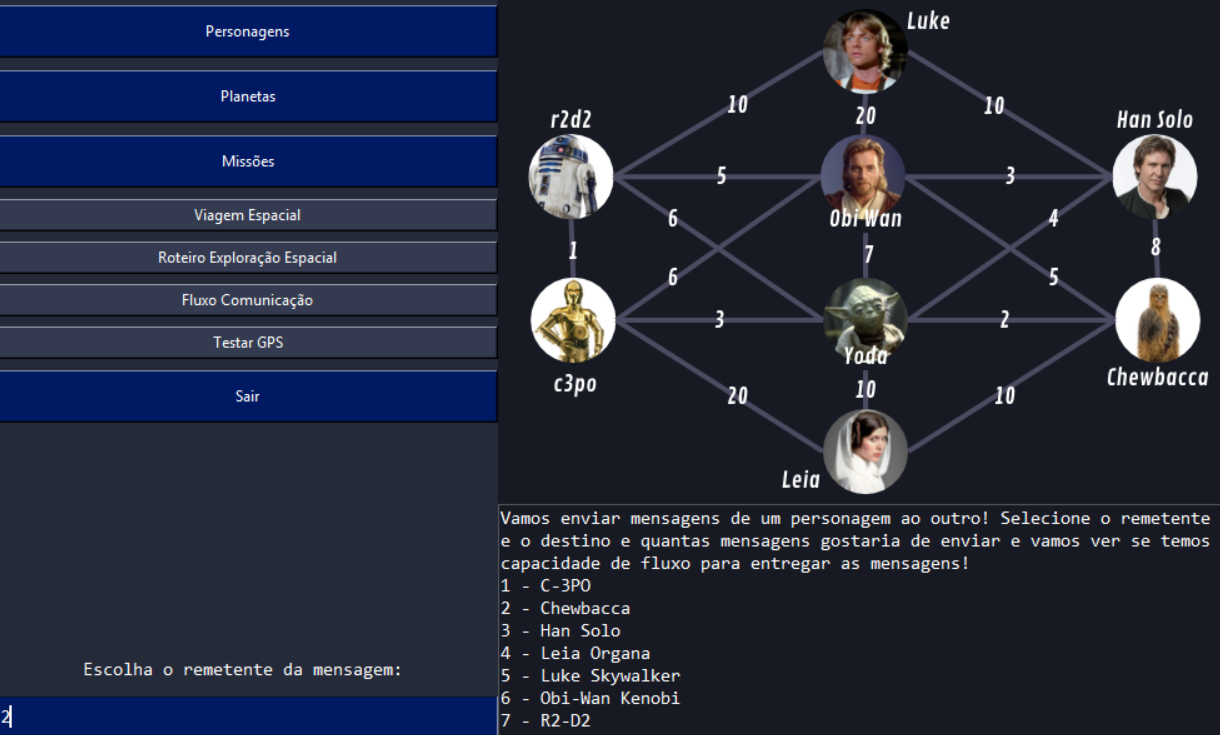 Personagens
Planetas
Missões
Viagem Espacial
Roteiro Exploração Espacial
Fluxo Comunicação
Testar GPS
Sair
Escolha o remetente da mensagem:
2
Luke
10
20
10
r2d2
Han Solo
5
3
Obi Wan
6
4
1
7
8
6
5
3
2
Yoda
c3po
Chewbacca
20
10
10
Leia
Vamos enviar mensagens de um personagem ao outro! Selecione o remetente
e o destino e quantas mensagens gostaria de enviar e vamos ver se temos
capacidade de fluxo para entregar as mensagens!
1 - C-3PO
2 - Chewbacca
3 - Han Solo
4 - Leia Organa
5 - Luke Skywalker
6 - Obi-Wan Kenobi
7 - R2-D2